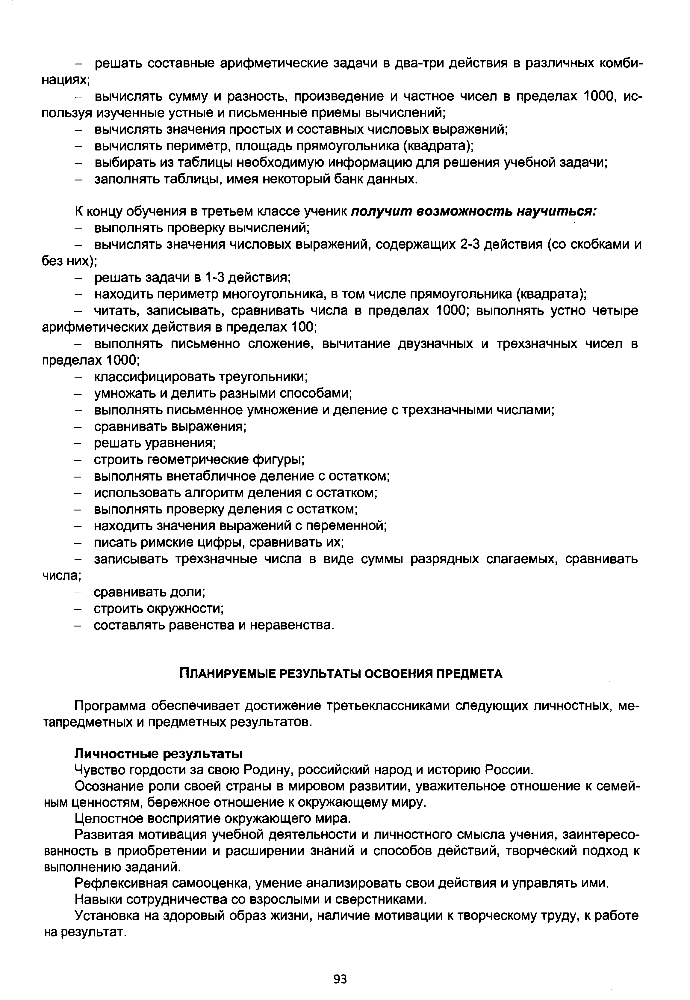 – решать составные арифметические задачи в два-три действия в различных комби-
нациях;
– вычислять сумму и разность, произведение и частное чисел в пределах 1000, ис-
пользуя изученные устные и письменные приемы вычислений;
– вычислять значения простых и составных числовых выражений;
– вычислять периметр, площадь прямоугольника (квадрата);
– выбирать из таблицы необходимую информацию для решения учебной задачи;
– заполнять таблицы, имея некоторый банк данных.
К концу обучения в третьем классе ученик получит возможность научиться:
– выполнять проверку вычислений;
– вычислять значения числовых выражений, содержащих 2-3 действия (со скобками и
без них);
– решать задачи в 1-3 действия;
– находить периметр многоугольника, в том числе прямоугольника (квадрата);
– читать, записывать, сравнивать числа в пределах 1000; выполнять устно четыре
арифметических действия в пределах 100;
– выполнять письменно сложение, вычитание двузначных и трехзначных чисел в
пределах 1000;
– классифицировать треугольники;
– умножать и делить разными способами;
– выполнять письменное умножение и деление с трехзначными числами;
– сравнивать выражения;
– решать уравнения;
– строить геометрические фигуры;
– выполнять внетабличное деление с остатком;
– использовать алгоритм деления с остатком;
– выполнять проверку деления с остатком;
– находить значения выражений с переменной;
– писать римские цифры, сравнивать их;
– записывать трехзначные числа в виде суммы разрядных слагаемых, сравнивать
числа;
– сравнивать доли;
– строить окружности;
– составлять равенства и неравенства.
ПЛАНИРУЕМЫЕ РЕЗУЛЬТАТЫ ОСВОЕНИЯ ПРЕДМЕТА
Программа обеспечивает достижение третьеклассниками следующих личностных, ме-
тапредметных и предметных результатов.
Личностные результаты
Чувство гордости за свою Родину, российский народ и историю России.
Осознание роли своей страны в мировом развитии, уважительное отношение к семей-
ным ценностям, бережное отношение к окружающему миру.
Целостное восприятие окружающего мира.
Развитая мотивация учебной деятельности и личностного смысла учения, заинтересо-
ванность в приобретении и расширении знаний и способов действий, творческий подход к
выполнению заданий.
Рефлексивная самооценка, умение анализировать свои действия и управлять ими.
Навыки сотрудничества со взрослыми и сверстниками.
Установка на здоровый образ жизни, наличие мотивации к творческому труду, к работе
на результат.
93